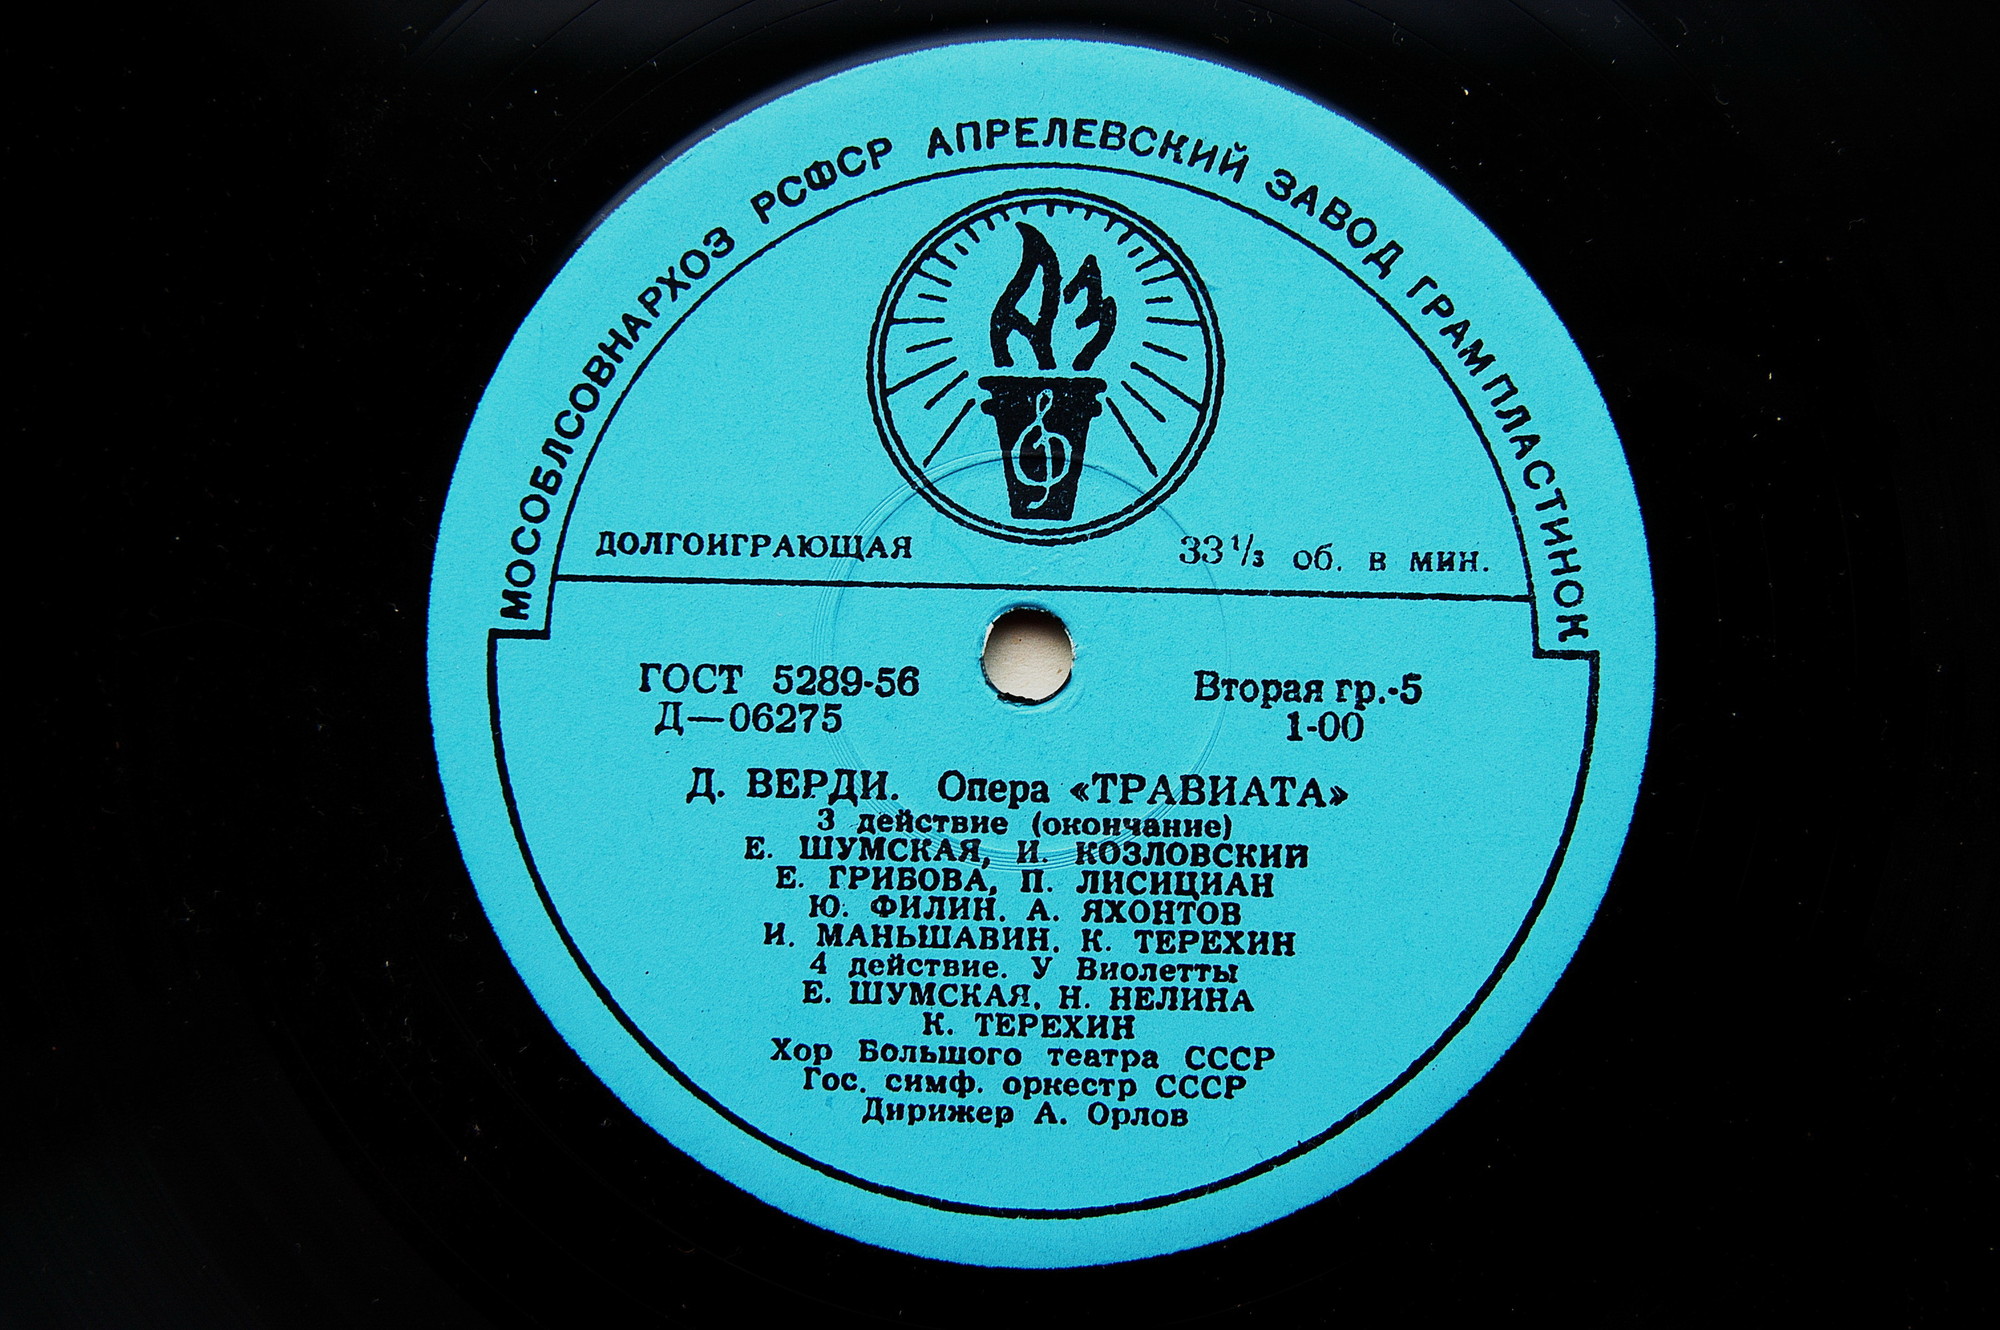 МОСОБЛСОВНАРХОЗ РСФСР АПРЕЛЕВСКИЙ ЗАВОД ГРАМПЛАСТИНОК
АЗ
ДОЛГОИГРАЮЩАЯ 33⅓ об. в мин.
ГОСТ 5289-56 Вторая гр.-5
Д—06275 1-00
Д. ВЕРДИ. Опера «ТРАВИАТА»
3 действие (окончание)
Е. ШУМСКАЯ, И. КОЗЛОВСКИЙ
Е. ГРИБОВА, П. ЛИСИЦИАН
Ю. ФИЛИН. А. ЯХОНТОВ
И. МАНЬШАВИН. К. ТЕРЕХИН
4 действие. У Виолетты
Е. ШУМСКАЯ. Н. НЕЛИНА
К. ТЕРЕХИН
Хор Большого театра СССР
Гос. симф. оркестр СССР
Дирижер А. Орлов